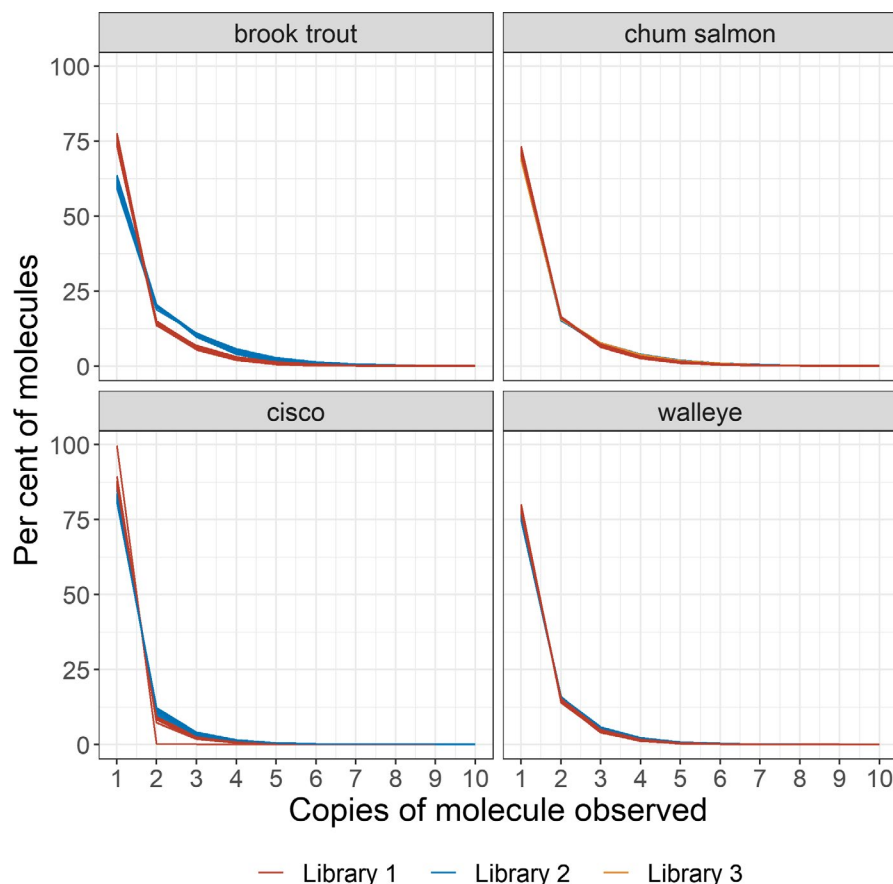 brook trout
chum salmon
100
75
50
25
0
cisco
walleye
100
75
50
25
0
1 2 3 4 5 6 7 8 9 10
1 2 3 4 5 6 7 8 9 10
Per cent of molecules
Copies of molecule observed
Library 1 Library 2 Library 3